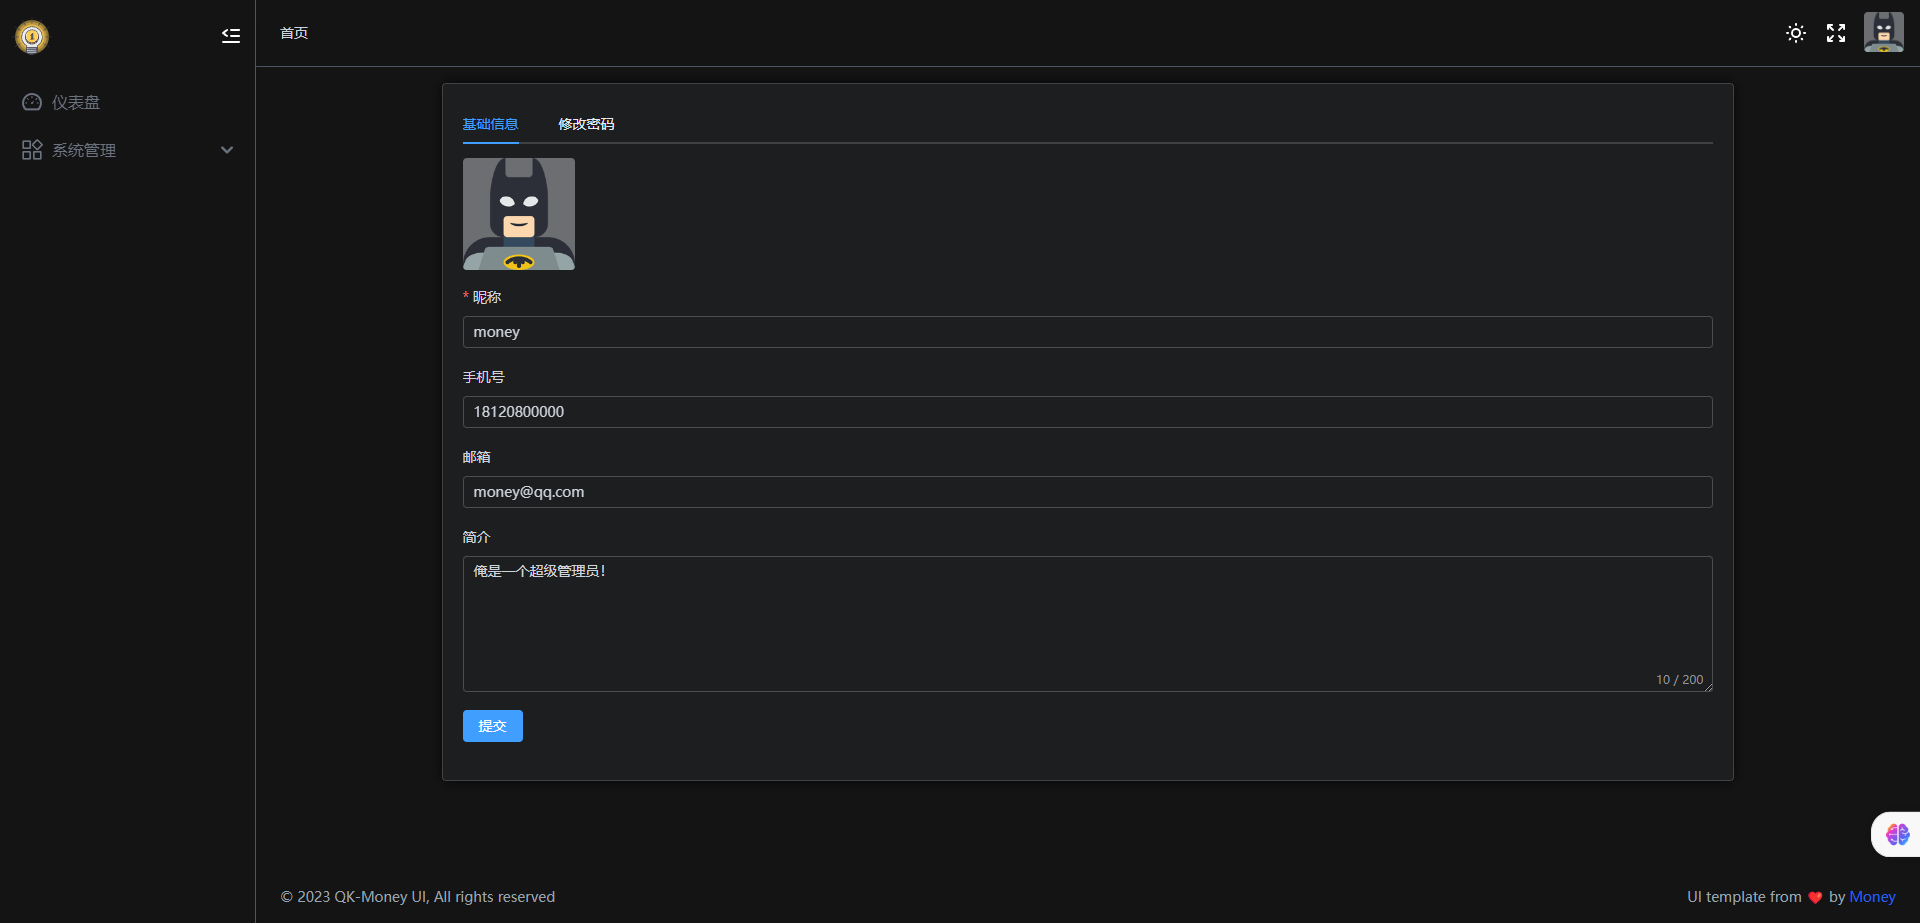 首页
仪表盘
系统管理
基础信息 修改密码
* 昵称
money
手机号
18120800000
邮箱
money@qq.com
简介
俺是一个超级管理员！
10 / 200
提交
© 2023 QK-Money UI, All rights reserved
UI template from ❤️ by Money